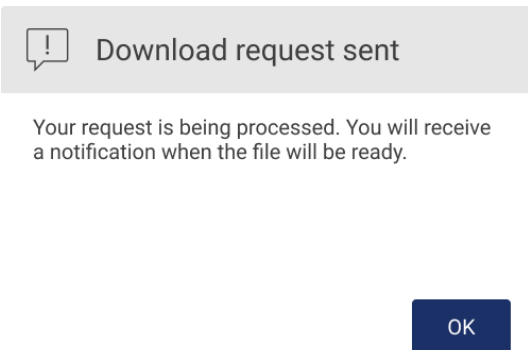 !
Download request sent
Your request is being processed. You will receive
a notification when the file will be ready.
OK